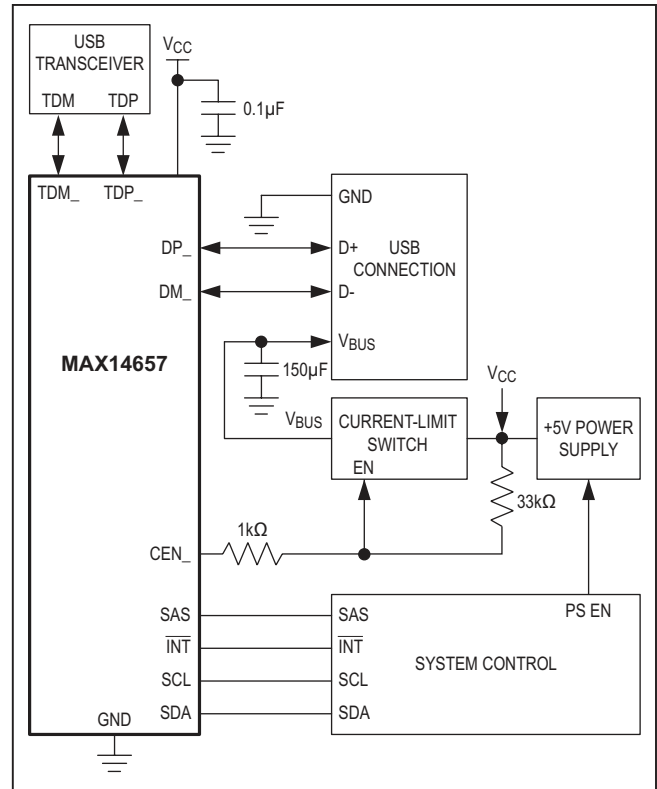 USB
TRANSCEIVER
TDM TDP
VCC
0.1µF
TDM_ TDP_
GND
DP_
D+
USB
CONNECTION
DM_
D-
VBUS
MAX14657
150µF
VCC
VBUS
CURRENT-LIMIT
SWITCH
EN
+5V POWER
SUPPLY
33kΩ
1kΩ
CEN_
PS EN
SAS
SAS
INT
INT
SYSTEM CONTROL
SCL
SCL
SDA
SDA
GND